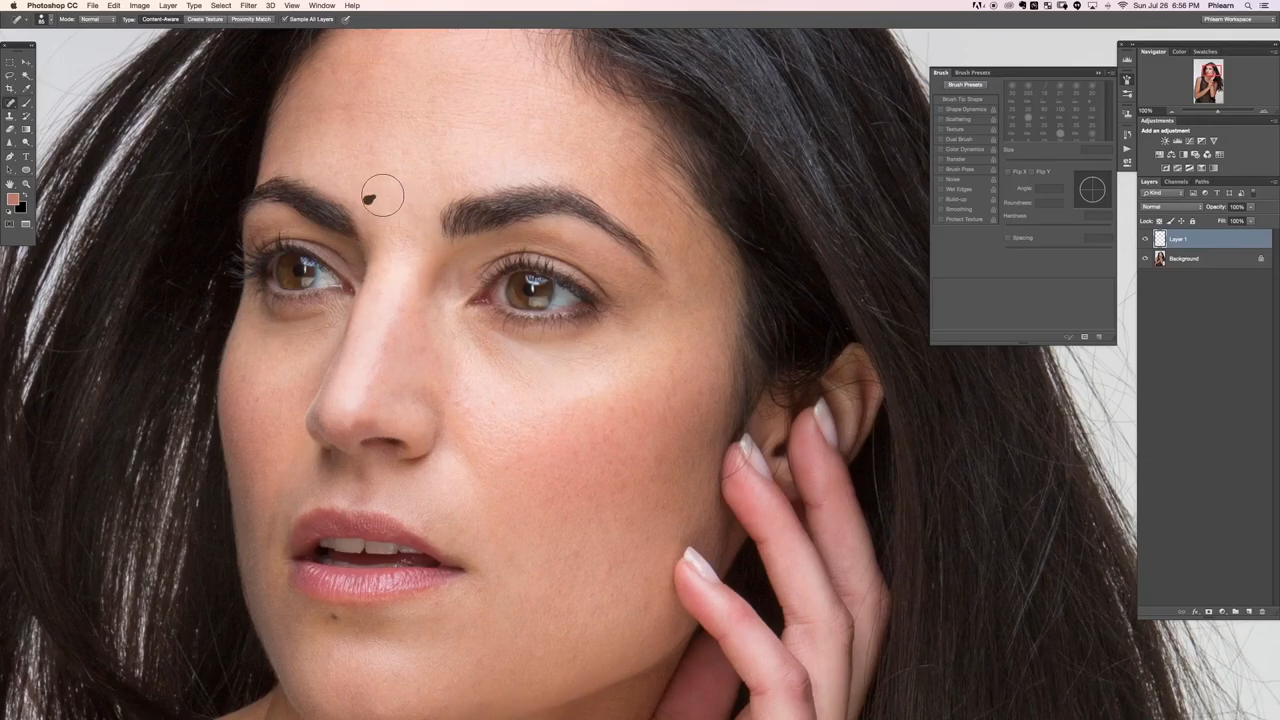 Photoshop CC File Edit Image Layer Type Select Filter 3D View Window Help Sun Jul 26 6:56 PM Phlearn
Mode: Normal Type: Content-Aware Create Texture Proximity Match Sample All Layers Phlearn Workspace
Navigator Color Swatches
100%
Brush Brush Presets
Brush Presets
Brush Tip Shape
Shape Dynamics
Scattering
Texture
Dual Brush
Color Dynamics
Transfer
Brush Pose
Noise
Wet Edges
Build-up
Smoothing
Protect Texture
Size
Flip X Flip Y
Angle:
Roundness:
Hardness
Spacing
Adjustments
Add an adjustment
Layers Channels Paths
Kind
Normal Opacity: 100%
Lock: Fill: 100%
Layer 1
Background